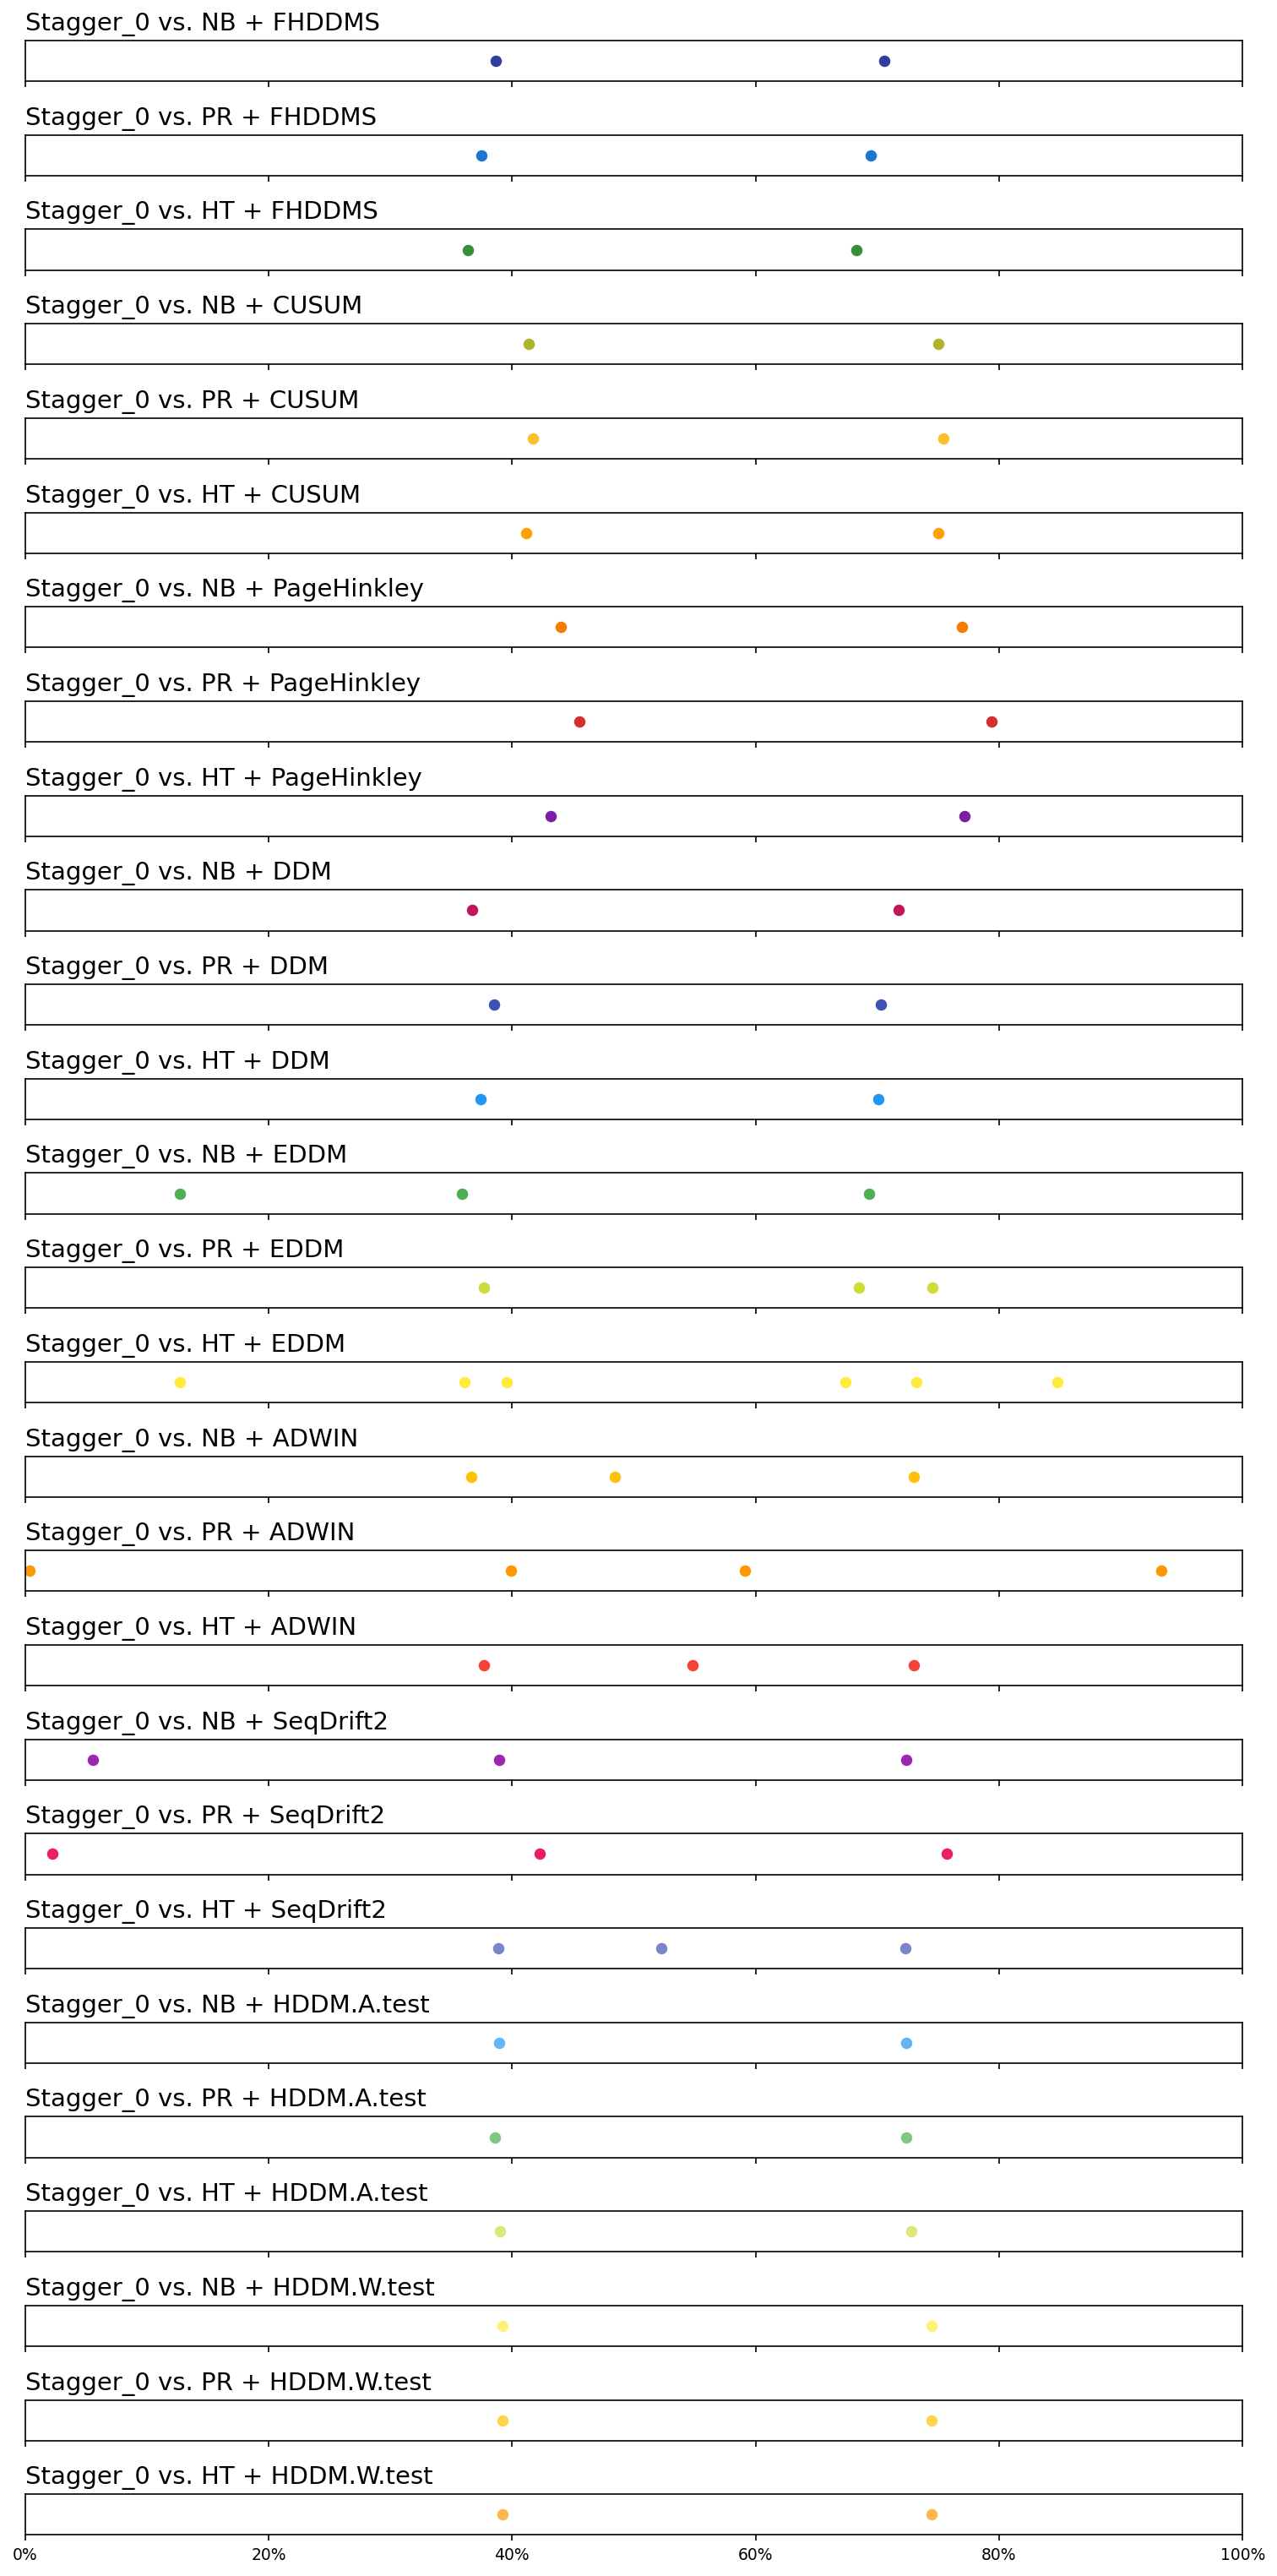 Stagger_0 vs. NB + FHDDMS
Stagger_0 vs. PR + FHDDMS
Stagger_0 vs. HT + FHDDMS
Stagger_0 vs. NB + CUSUM
Stagger_0 vs. PR + CUSUM
Stagger_0 vs. HT + CUSUM
Stagger_0 vs. NB + PageHinkley
Stagger_0 vs. PR + PageHinkley
Stagger_0 vs. HT + PageHinkley
Stagger_0 vs. NB + DDM
Stagger_0 vs. PR + DDM
Stagger_0 vs. HT + DDM
Stagger_0 vs. NB + EDDM
Stagger_0 vs. PR + EDDM
Stagger_0 vs. HT + EDDM
Stagger_0 vs. NB + ADWIN
Stagger_0 vs. PR + ADWIN
Stagger_0 vs. HT + ADWIN
Stagger_0 vs. NB + SeqDrift2
Stagger_0 vs. PR + SeqDrift2
Stagger_0 vs. HT + SeqDrift2
Stagger_0 vs. NB + HDDM.A.test
Stagger_0 vs. PR + HDDM.A.test
Stagger_0 vs. HT + HDDM.A.test
Stagger_0 vs. NB + HDDM.W.test
Stagger_0 vs. PR + HDDM.W.test
Stagger_0 vs. HT + HDDM.W.test
0% 20% 40% 60% 80% 100%